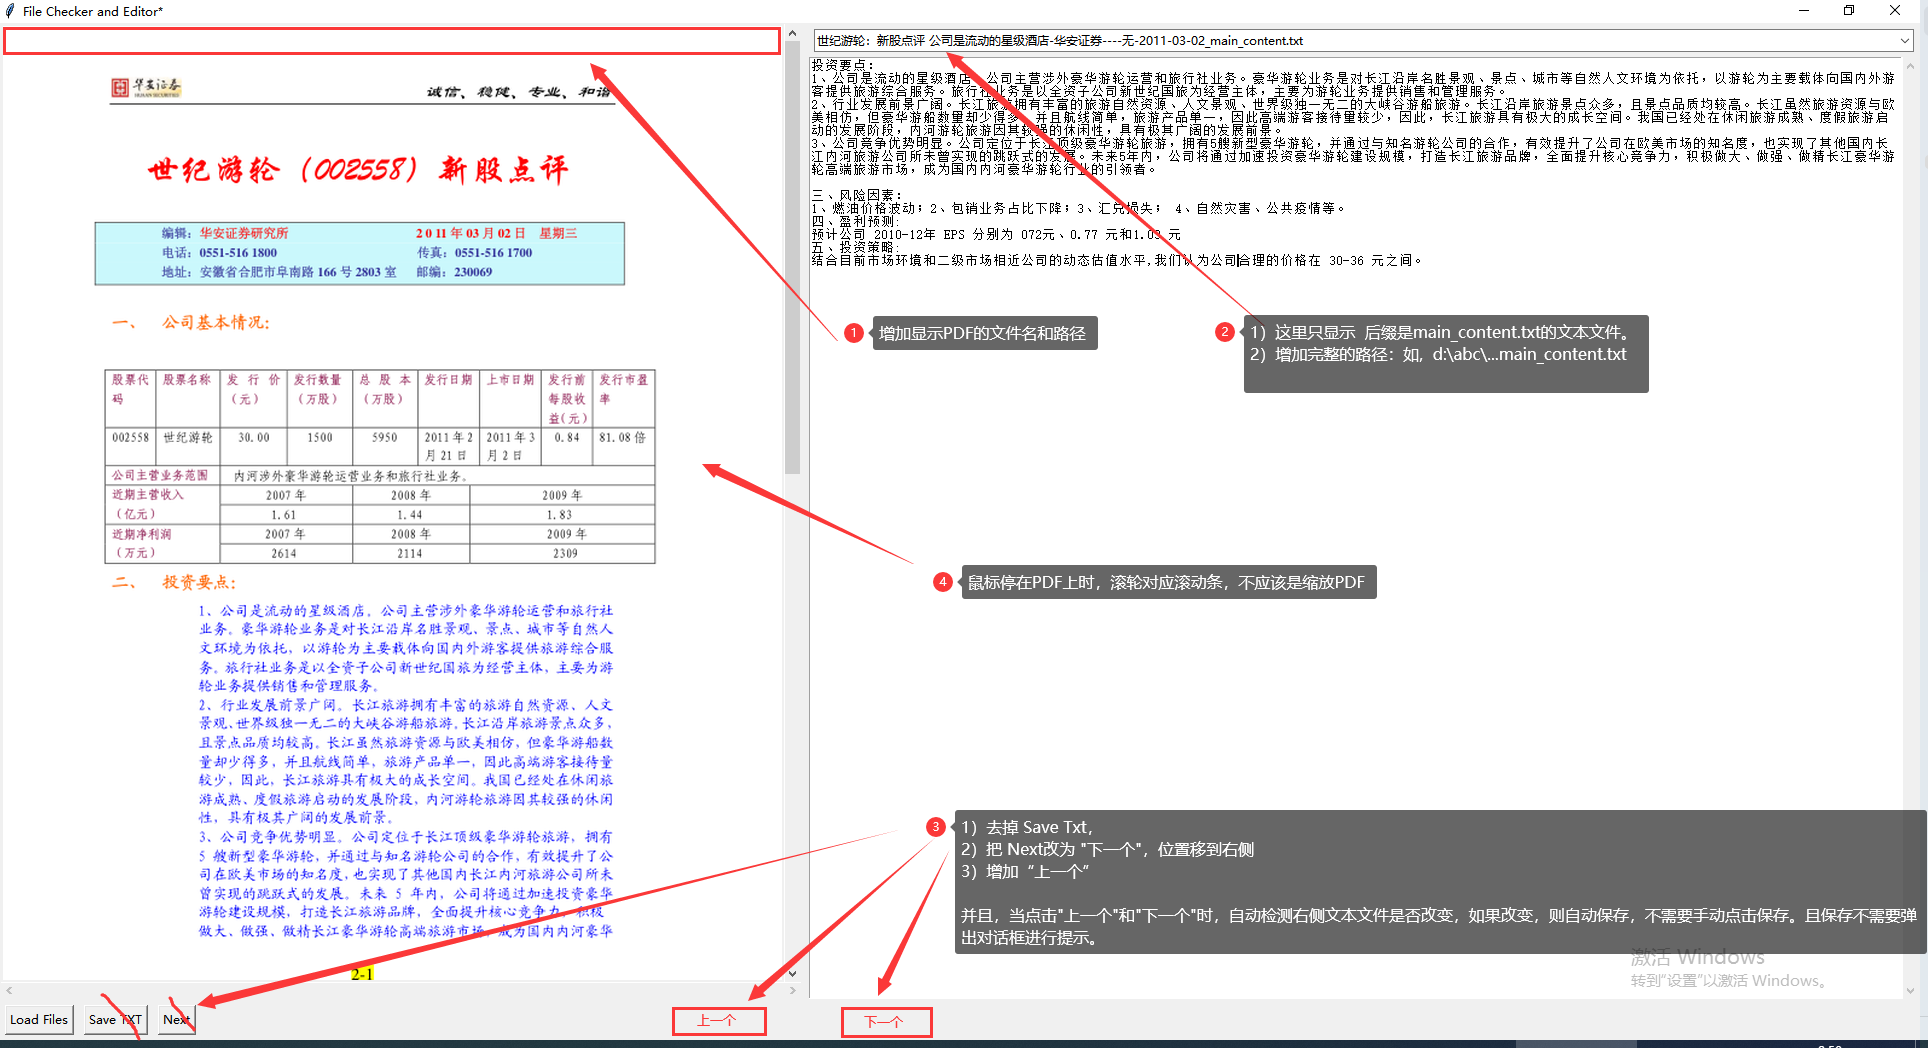 File Checker and Editor*
世纪游轮：新股点评 公司是流动的星级酒店-华安证券----无-2011-03-02_main_content.txt
华安证券
HUAAN SECURITIES
诚信、稳健、专业、和谐
世纪游轮（002558）新股点评
编辑：华安证券研究所
2011年03月02日 星期三
电话：0551-516 1800
传真：0551-516 1700
地址：安徽省合肥市阜南路 166 号 2803 室
邮编：230069
一、 公司基本情况：
股票代码 股票名称 发行价（元） 发行数量（万股） 总股本（万股） 发行日期 上市日期 发行前每股收益(元) 发行市盈率
002558 世纪游轮 30.00 1500 5950 2011年2月21日 2011年3月2日 0.84 81.08倍
公司主营业务范围 内河涉外豪华游轮运营业务和旅行社业务。
近期主营收入（亿元） 2007年 2008年 2009年
1.61 1.44 1.83
近期净利润（万元） 2007年 2008年 2009年
2614 2114 2309
二、 投资要点：
1、公司是流动的星级酒店。公司主营涉外豪华游轮运营和旅行社
业务。豪华游轮业务是对长江沿岸名胜景观、景点、城市等自然人
文环境为依托，以游轮为主要载体向国内外游客提供旅游综合服
务。旅行社业务是以全资子公司新世纪国旅为经营主体，主要为游
轮业务提供销售和管理服务。
2、行业发展前景广阔。长江旅游拥有丰富的旅游自然资源、人文
景观、世界级独一无二的大峡谷游船旅游。长江沿岸旅游景点众多，
且景点品质均较高。长江虽然旅游资源与欧美相仿，但豪华游船数
量却少得多，并且航线简单，旅游产品单一，因此高端游客接待量
较少，因此，长江旅游具有极大的成长空间。我国已经处在休闲旅
游成熟、度假旅游启动的发展阶段，内河游轮旅游因其较强的休闲
性，具有极其广阔的发展前景。
3、公司竞争优势明显。公司定位于长江顶级豪华游轮旅游，拥有
5 艘新型豪华游轮，并通过与知名游轮公司的合作，有效提升了公
司在欧美市场的知名度，也实现了其他国内长江内河旅游公司所未
曾实现的跳跃式的发展。未来 5 年内，公司将通过加速投资豪华
游轮建设规模，打造长江旅游品牌，全面提升核心竞争力，积极
做大、做强、做精长江豪华游轮高端旅游市场，成为国内内河豪华
2-1
投资要点：
1、公司是流动的星级酒店。公司主营涉外豪华游轮运营和旅行社业务。豪华游轮业务是对长江沿岸名胜景观、景点、城市等自然人文环境为依托，以游轮为主要载体向国内外游
客提供旅游综合服务。旅行社业务是以全资子公司新世纪国旅为经营主体，主要为游轮业务提供销售和管理服务。
2、行业发展前景广阔。长江旅游拥有丰富的旅游自然资源、人文景观、世界级独一无二的大峡谷游船旅游。长江沿岸旅游景点众多，且景点品质均较高。长江虽然旅游资源与欧
美相仿，但豪华游船数量却少得多，并且航线简单，旅游产品单一，因此高端游客接待量较少，因此，长江旅游具有极大的成长空间。我国已经处在休闲旅游成熟、度假旅游启
动的发展阶段，内河游轮旅游因其较强的休闲性，具有极其广阔的发展前景。
3、公司竞争优势明显。公司定位于长江顶级豪华游轮旅游，拥有5艘新型豪华游轮，并通过与知名游轮公司的合作，有效提升了公司在欧美市场的知名度，也实现了其他国内长
江内河旅游公司所未曾实现的跳跃式的发展。未来5年内，公司将通过加速投资豪华游轮建设规模，打造长江旅游品牌，全面提升核心竞争力，积极做大、做强、做精长江豪华游
轮高端旅游市场，成为国内内河豪华游轮行业的引领者。
三、风险因素：
1、燃油价格波动；2、包销业务占比下降；3、汇兑损失； 4、自然灾害、公共疫情等。
四、盈利预测：
预计公司 2010-12年 EPS 分别为 072元、0.77 元和1.03 元
五、投资策略：
结合目前市场环境和二级市场相近公司的动态估值水平,我们认为公司合理的价格在 30-36 元之间。
1 增加显示PDF的文件名和路径
2 1）这里只显示 后缀是main_content.txt的文本文件。
2）增加完整的路径：如，d:\abc\...main_content.txt
4 鼠标停在PDF上时，滚轮对应滚动条，不应该是缩放PDF
3 1）去掉 Save Txt,
2）把 Next改为 "下一个"，位置移到右侧
3）增加“上一个”
并且，当点击"上一个"和"下一个"时，自动检测右侧文本文件是否改变，如果改变，则自动保存，不需要手动点击保存。且保存不需要弹
出对话框进行提示。
激活 Windows
转到"设置"以激活 Windows。
Load Files
Save TXT
Next
上一个
下一个